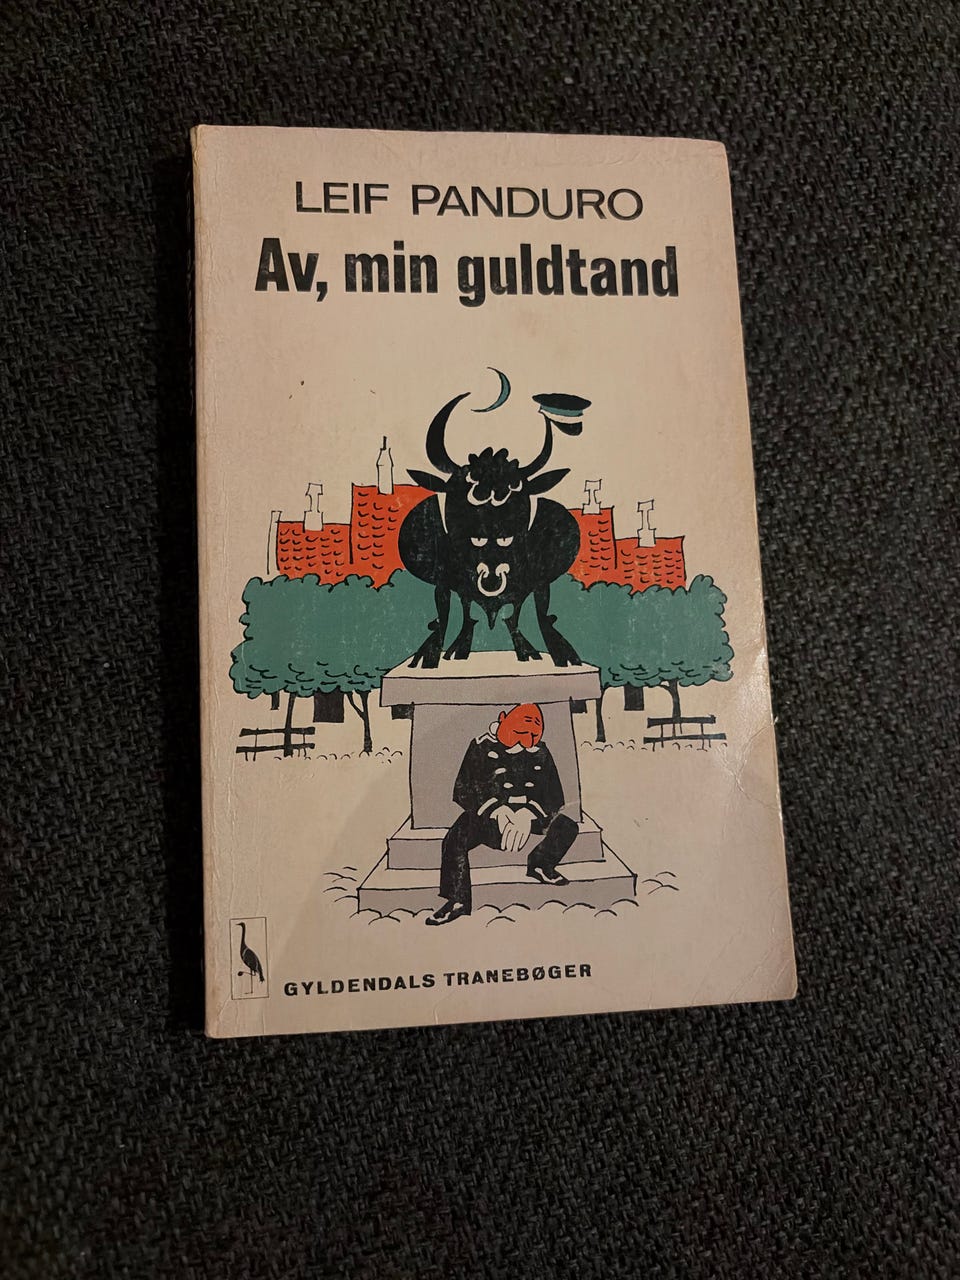 LEIF PANDURO
Av, min guldtand
GYLDENDALS TRANEBØGER